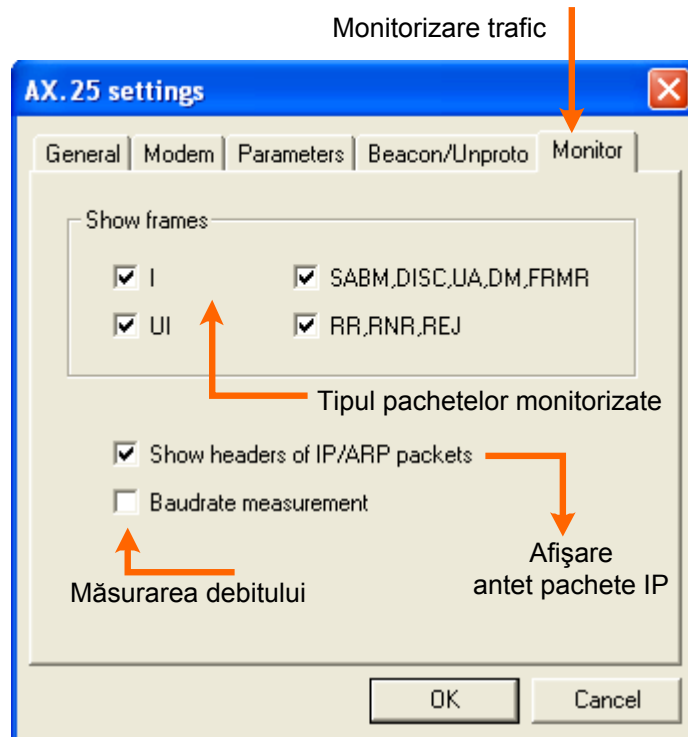 Monitorizare trafic
AX.25 settings
General Modem Parameters Beacon/Unproto Monitor
Show frames
I SABM,DISC,UA,DM,FRMR
UI RR,RNR,REJ
Tipul pachetelor monitorizate
Show headers of IP/ARP packets
Baudrate measurement
Afişare
antet pachete IP
Măsurarea debitului
OK Cancel